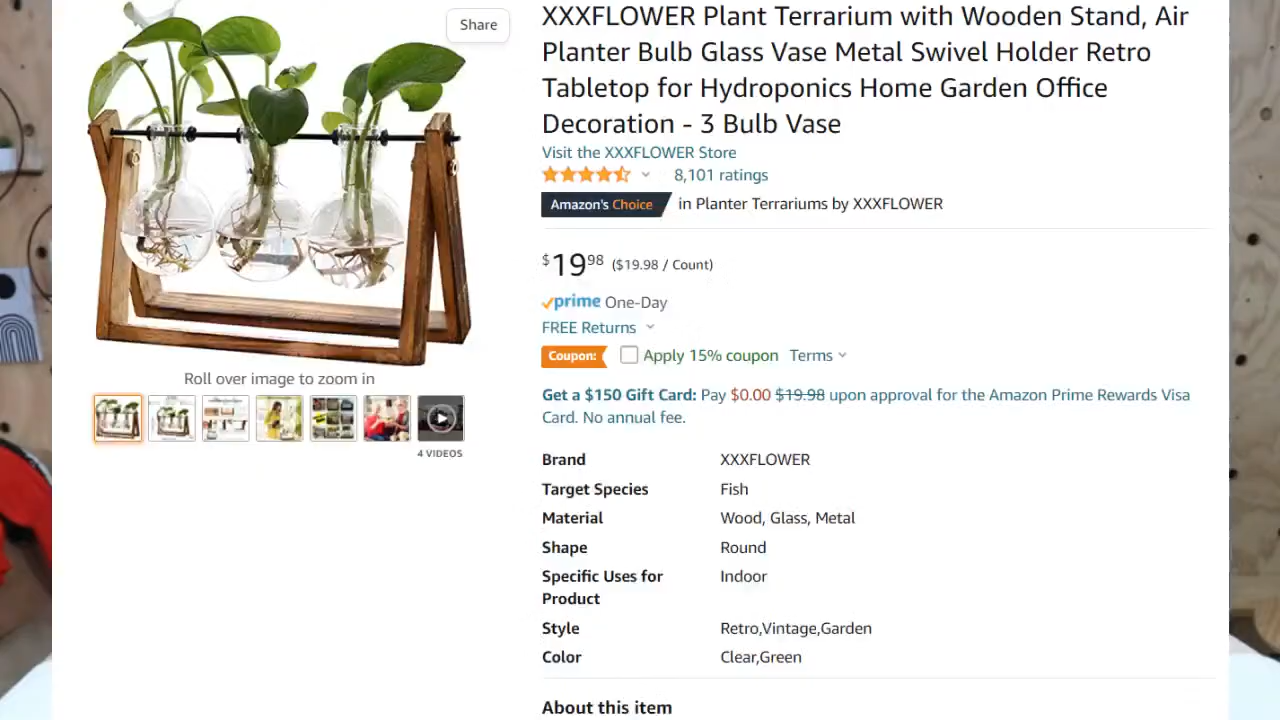 Share
XXXFLOWER Plant Terrarium with Wooden Stand, Air
Planter Bulb Glass Vase Metal Swivel Holder Retro
Tabletop for Hydroponics Home Garden Office
Decoration - 3 Bulb Vase
Visit the XXXFLOWER Store
8,101 ratings
Amazon's Choice in Planter Terrariums by XXXFLOWER
$19 98 ($19.98 / Count)
prime One-Day
FREE Returns
Coupon: Apply 15% coupon Terms
Get a $150 Gift Card: Pay $0.00 $19.98 upon approval for the Amazon Prime Rewards Visa
Card. No annual fee.
Roll over image to zoom in
4 VIDEOS
Brand XXXFLOWER
Target Species Fish
Material Wood, Glass, Metal
Shape Round
Specific Uses for Indoor
Product
Style Retro,Vintage,Garden
Color Clear,Green
About this item